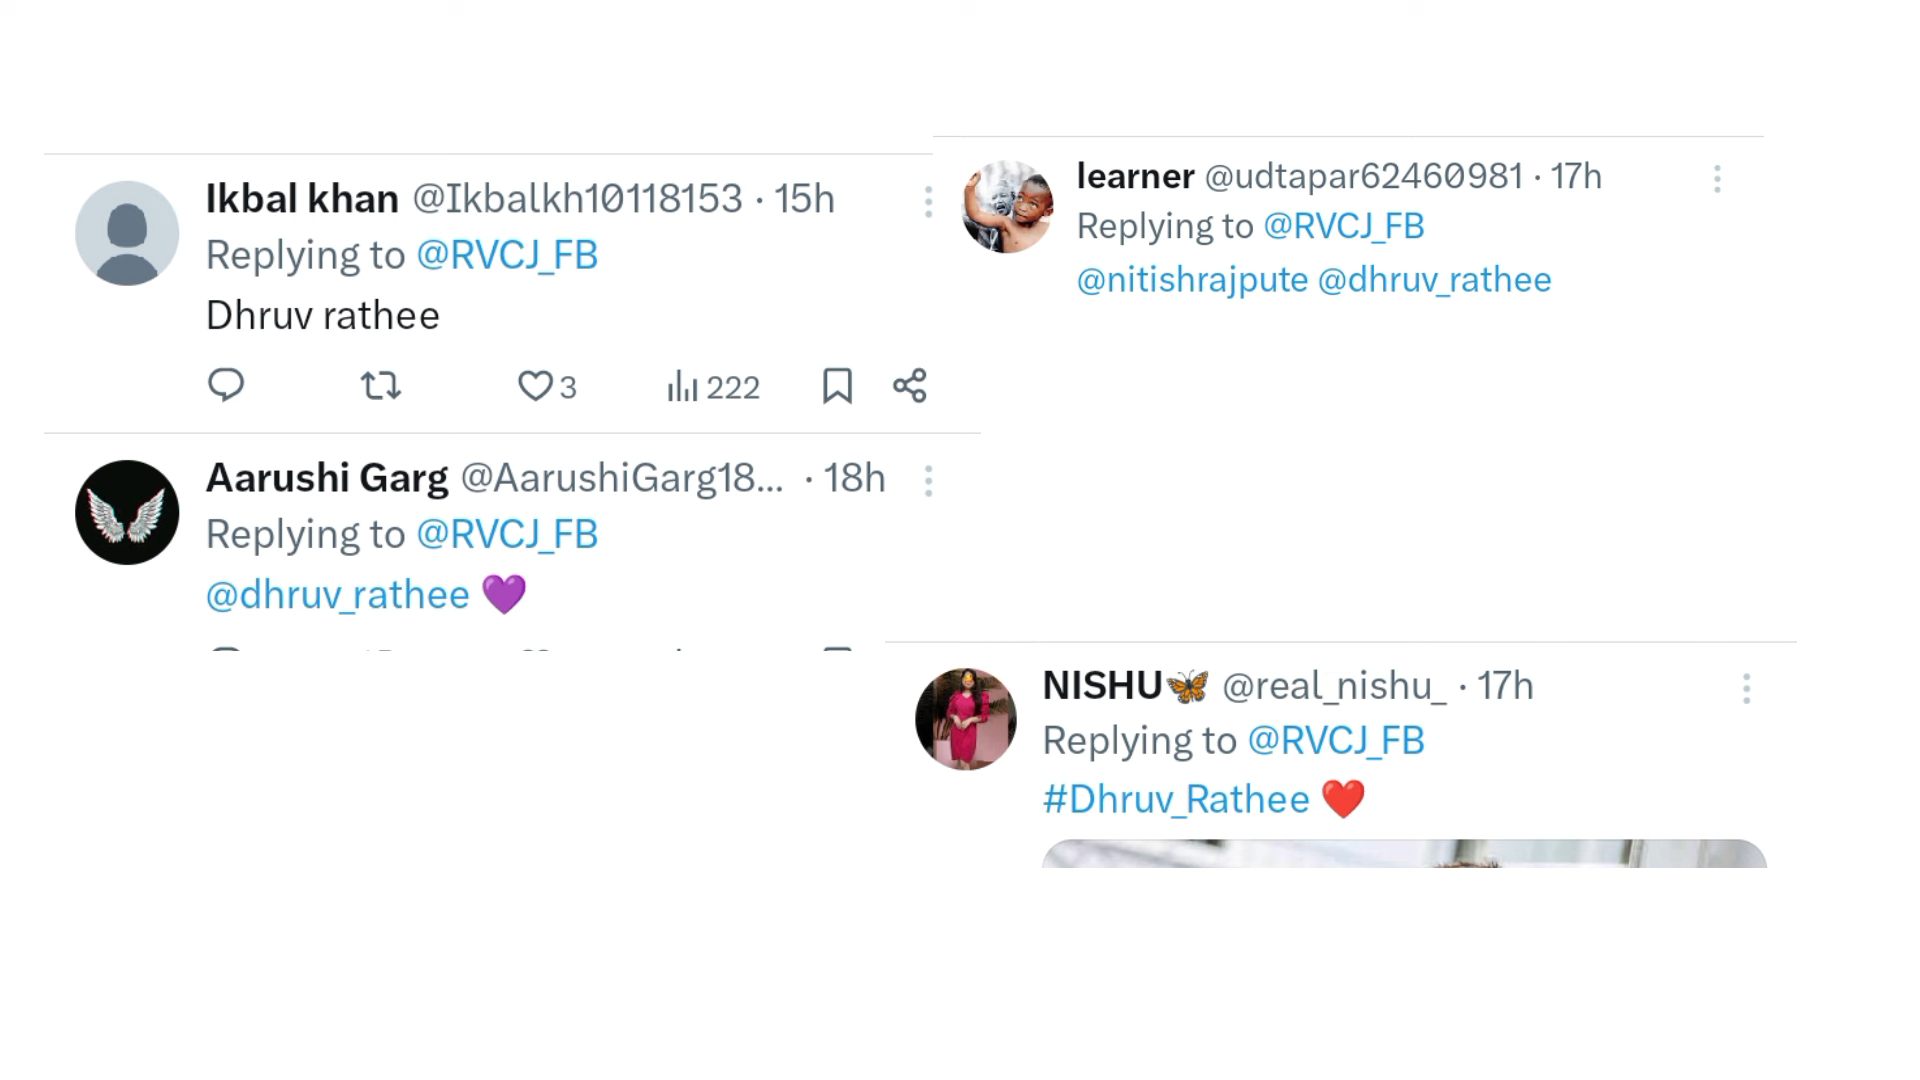 Ikbal khan @Ikbalkh10118153 · 15h
Replying to @RVCJ_FB
Dhruv rathee
3 222
Aarushi Garg @AarushiGarg18... · 18h
Replying to @RVCJ_FB
@dhruv_rathee 💜
learner @udtapar62460981 · 17h
Replying to @RVCJ_FB
@nitishrajpute @dhruv_rathee
NISHU🦋 @real_nishu_ · 17h
Replying to @RVCJ_FB
#Dhruv_Rathee ❤️